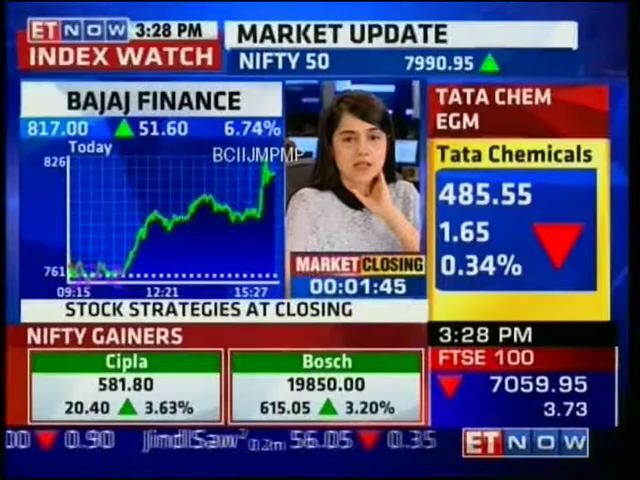 ET NOW 3:28 PM
INDEX WATCH
MARKET UPDATE
NIFTY 50 7990.95
BAJAJ FINANCE
817.00 51.60 6.74%
Today
BCIIJMPMP
826
761
09:15 12:21 15:27
MARKET CLOSING
00:01:45
TATA CHEM
EGM
Tata Chemicals
485.55
1.65
0.34%
STOCK STRATEGIES AT CLOSING
NIFTY GAINERS
Cipla
581.80
20.40 3.63%
Bosch
19850.00
615.05 3.20%
3:28 PM
FTSE 100
7059.95
3.73
00 0.90 JindlSaw² (0.2m) 56.05 0.35
ET NOW